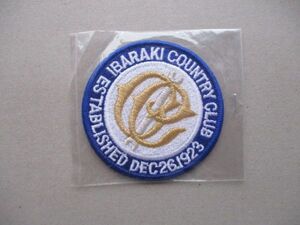 IBARAKI COUNTRY CLUB
ESTABLISHED DEC.26.1923